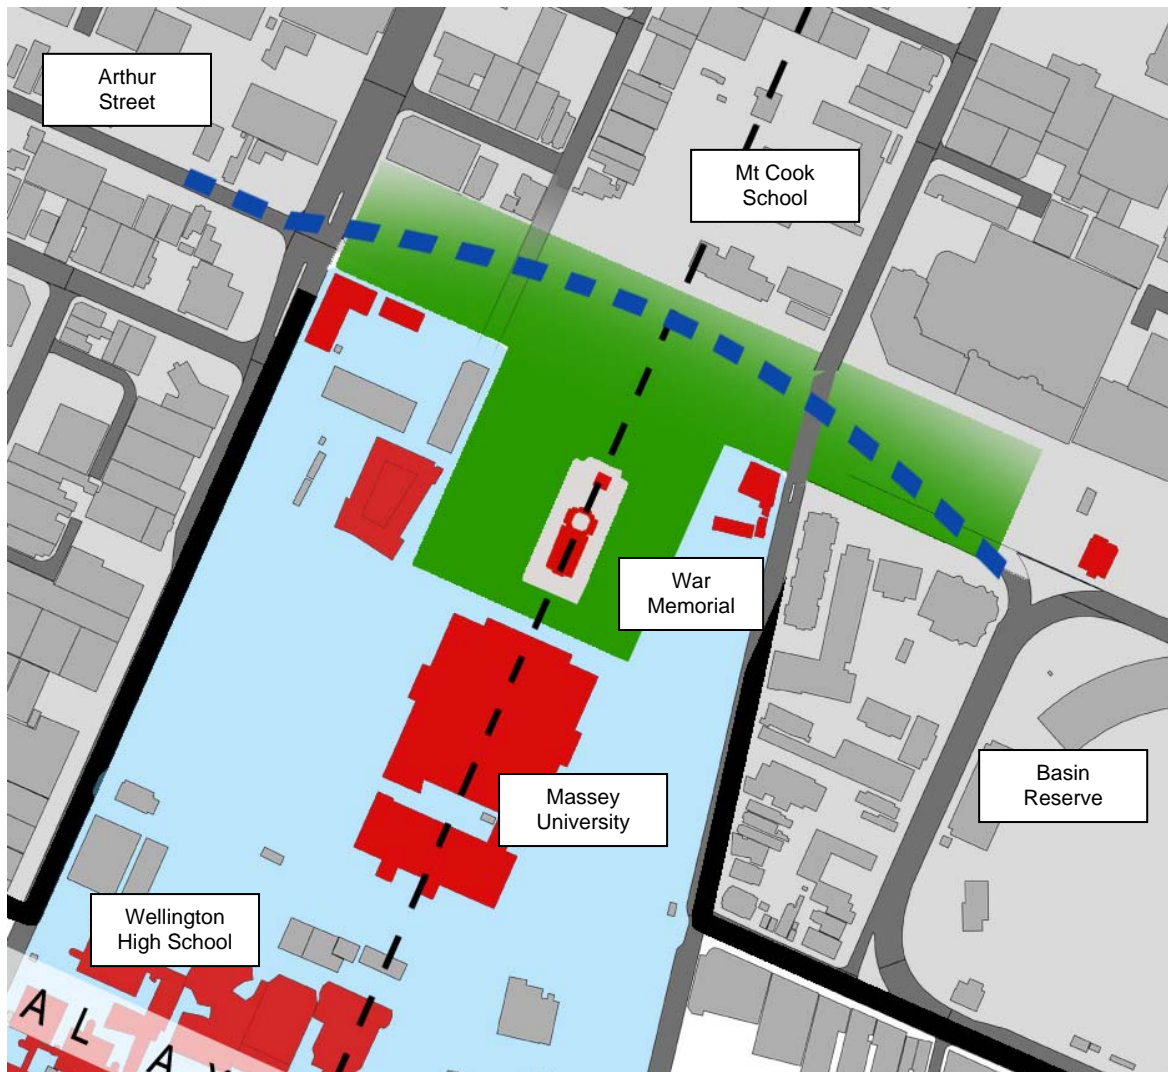 Arthur
Street
Mt Cook
School
War
Memorial
Massey
University
Basin
Reserve
Wellington
High School
A L A